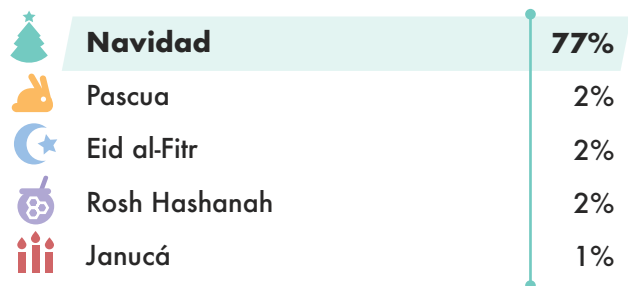 Navidad 77%
Pascua 2%
Eid al-Fitr 2%
Rosh Hashanah 2%
Janucá 1%